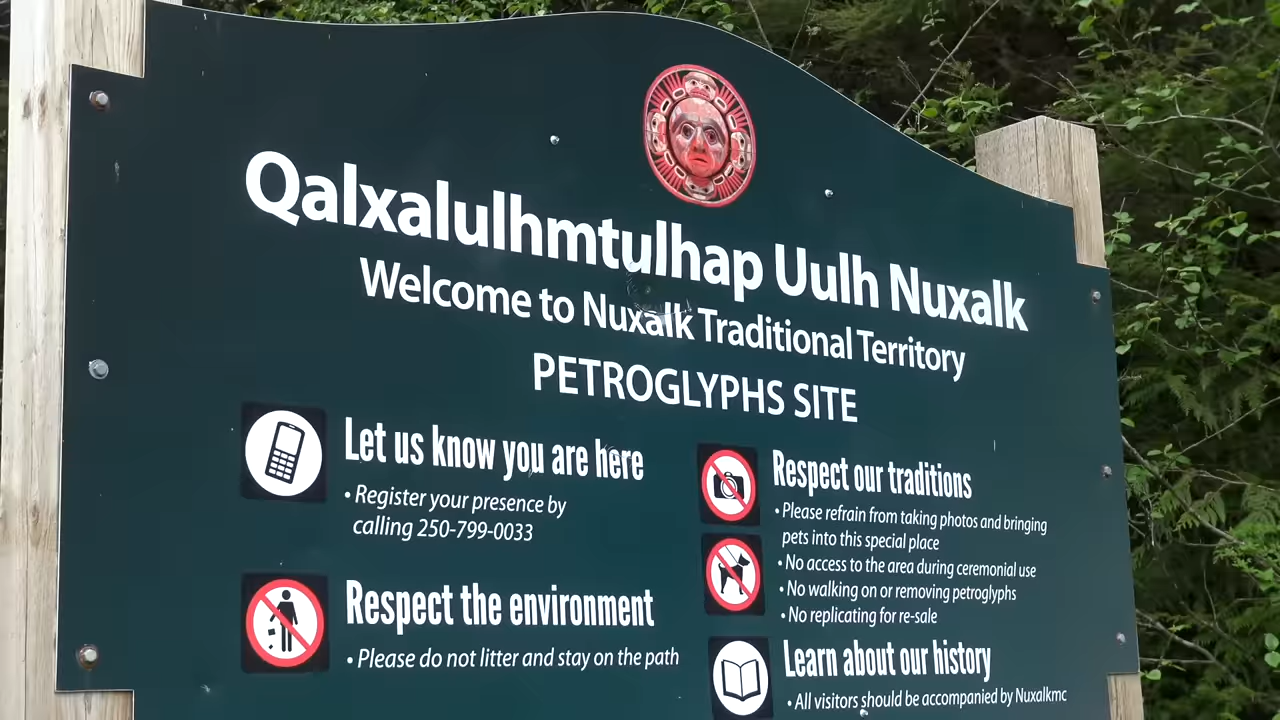 Qalxalulhmtulhap Uulh Nuxalk
Welcome to Nuxalk Traditional Territory
PETROGLYPHS SITE
Let us know you are here
• Register your presence by
calling 250-799-0033
Respect the environment
• Please do not litter and stay on the path
Respect our traditions
• Please refrain from taking photos and bringing
pets into this special place
• No access to the area during ceremonial use
• No walking on or removing petroglyphs
• No replicating for re-sale
Learn about our history
• All visitors should be accompanied by Nuxalkmc